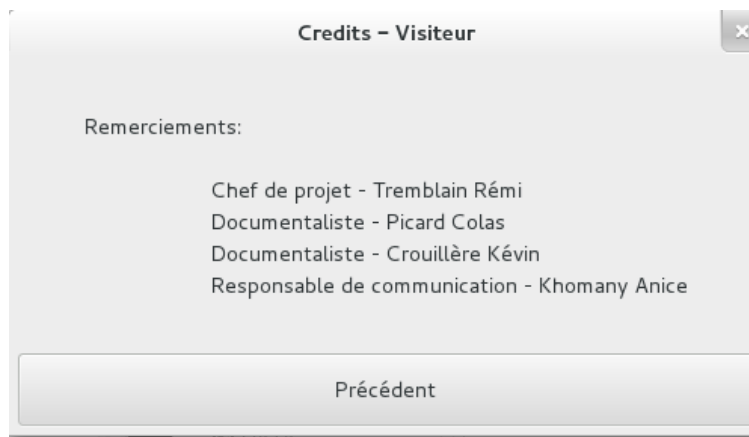 Credits – Visiteur
×
Remerciements:
Chef de projet - Tremblain Rémi
Documentaliste - Picard Colas
Documentaliste - Crouillère Kévin
Responsable de communication - Khomany Anice
Précédent